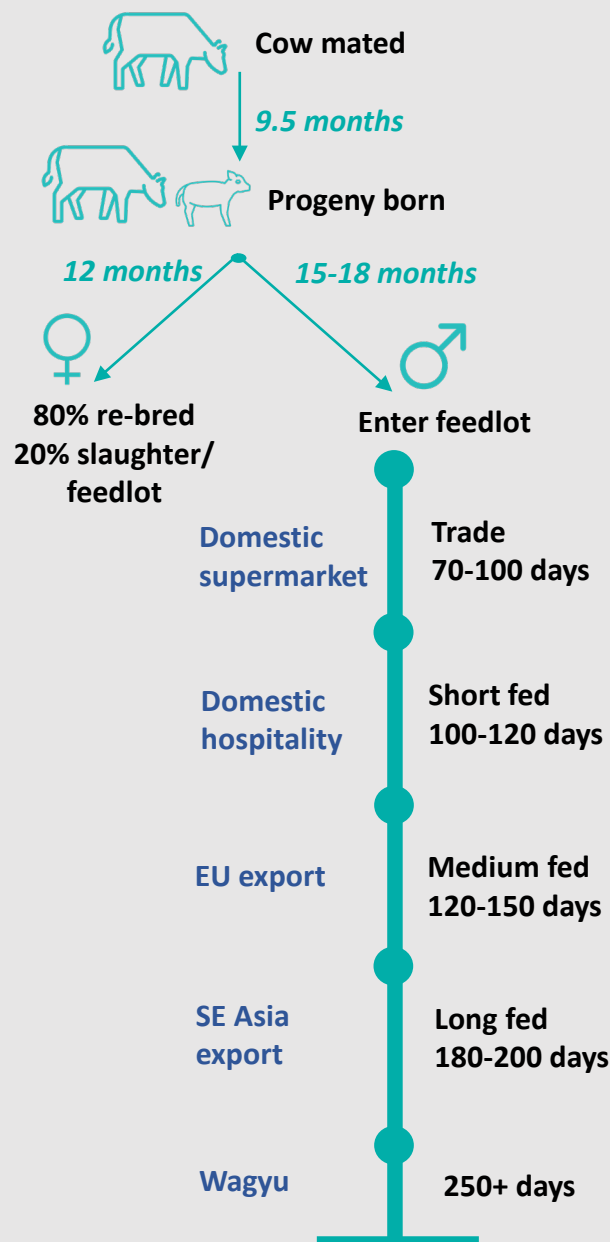 Cow mated
9.5 months
Progeny born
12 months
15-18 months
80% re-bred
20% slaughter/
feedlot
Enter feedlot
Domestic
supermarket
Trade
70-100 days
Domestic
hospitality
Short fed
100-120 days
EU export
Medium fed
120-150 days
SE Asia
export
Long fed
180-200 days
Wagyu
250+ days